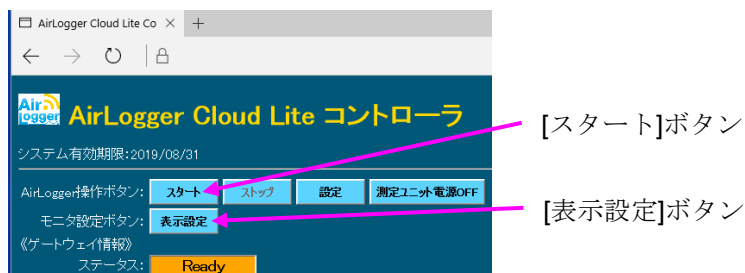 AirLogger Cloud Lite Co
Air Logger AirLogger Cloud Lite コントローラ
システム有効期限:2019/08/31
AirLogger操作ボタン: スタート ストップ 設定 測定ユニット電源OFF
モニタ設定ボタン: 表示設定
《ゲートウェイ情報》
ステータス: Ready
[スタート]ボタン
[表示設定]ボタン